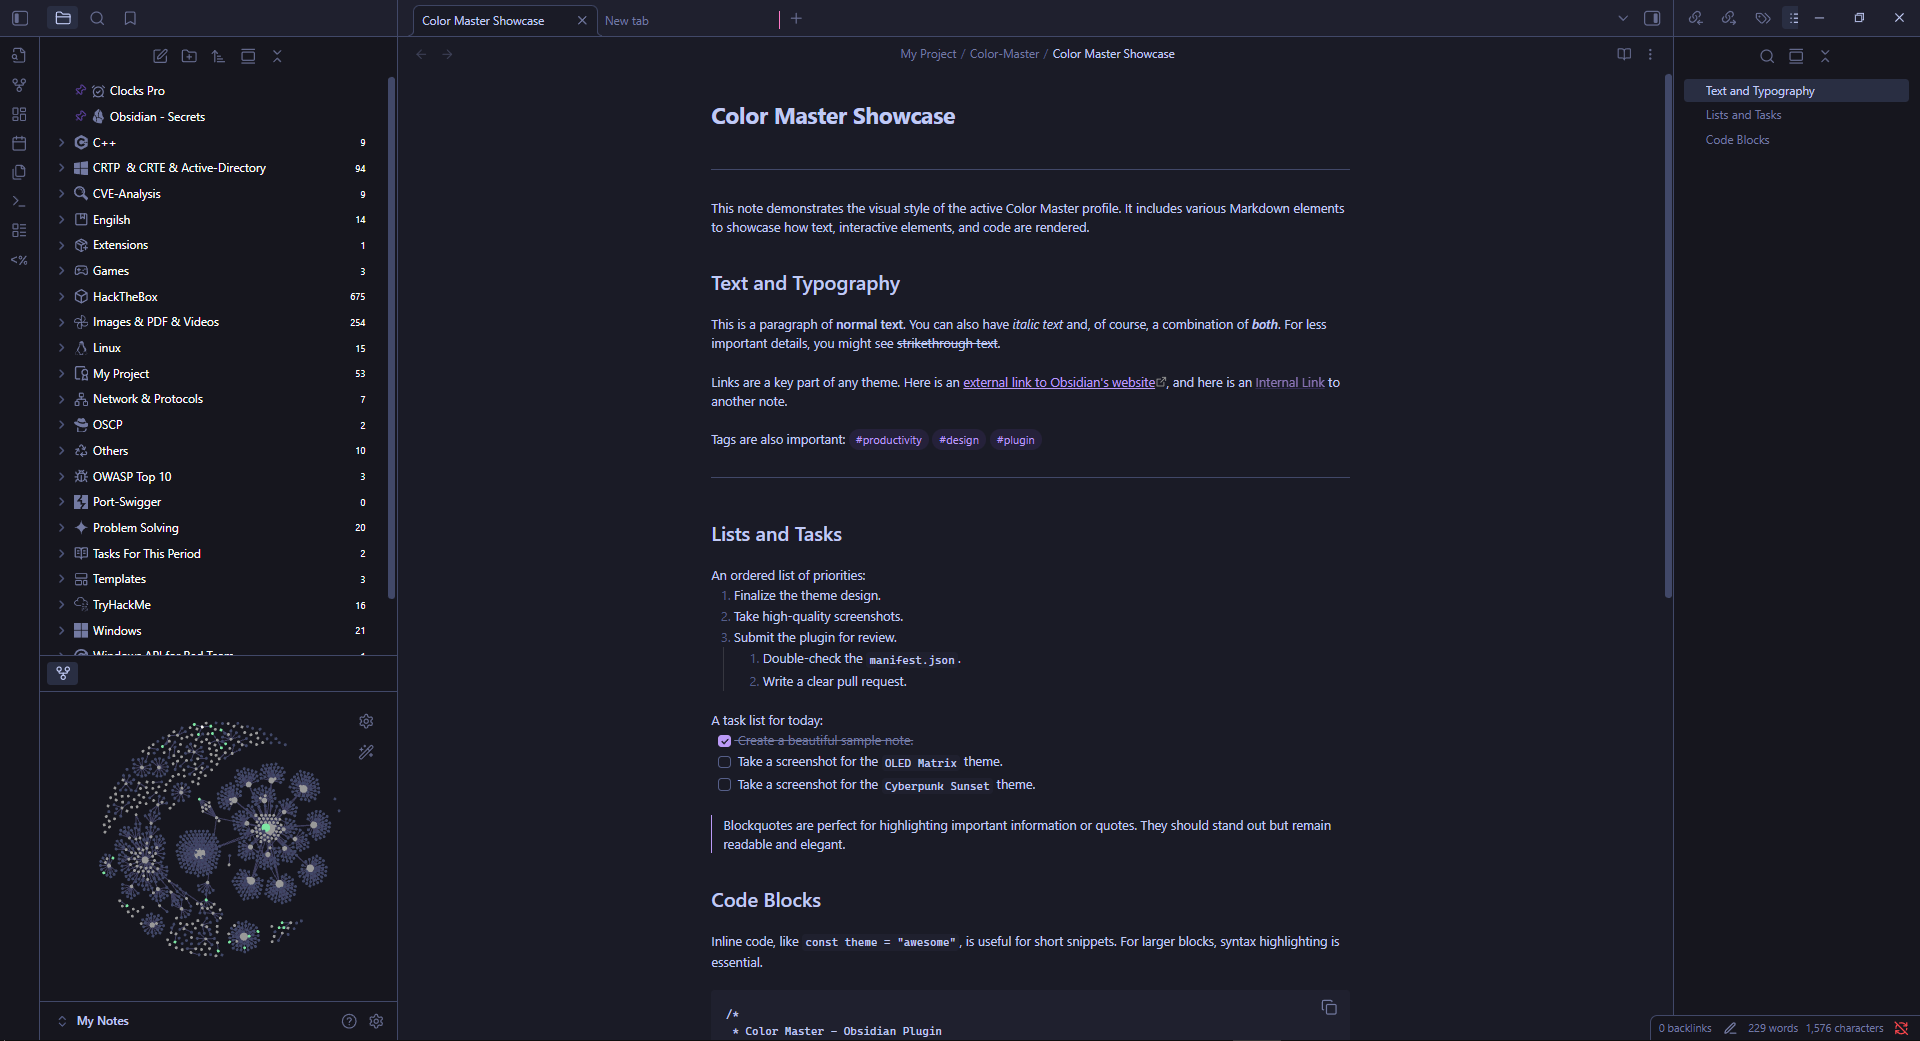 Color Master Showcase
New tab
My Project / Color-Master / Color Master Showcase
Clocks Pro
Obsidian - Secrets
C++ 9
CRTP & CRTE & Active-Directory 94
CVE-Analysis 9
Engilsh 14
Extensions 1
Games 3
HackTheBox 675
Images & PDF & Videos 254
Linux 15
My Project 53
Network & Protocols 7
OSCP 2
Others 10
OWASP Top 10 3
Port-Swigger 0
Problem Solving 20
Tasks For This Period 2
Templates 3
TryHackMe 16
Windows 21
Windows API for Red Team
My Notes
Color Master Showcase
This note demonstrates the visual style of the active Color Master profile. It includes various Markdown elements
to showcase how text, interactive elements, and code are rendered.
Text and Typography
This is a paragraph of normal text. You can also have italic text and, of course, a combination of both. For less
important details, you might see strikethrough text.
Links are a key part of any theme. Here is an external link to Obsidian's website, and here is an Internal Link to
another note.
Tags are also important: #productivity #design #plugin
Lists and Tasks
An ordered list of priorities:
1. Finalize the theme design.
2. Take high-quality screenshots.
3. Submit the plugin for review.
1. Double-check the manifest.json.
2. Write a clear pull request.
A task list for today:
Create a beautiful sample note.
Take a screenshot for the OLED Matrix theme.
Take a screenshot for the Cyberpunk Sunset theme.
Blockquotes are perfect for highlighting important information or quotes. They should stand out but remain
readable and elegant.
Code Blocks
Inline code, like const theme = "awesome", is useful for short snippets. For larger blocks, syntax highlighting is
essential.
/*
* Color Master – Obsidian Plugin
Text and Typography
Lists and Tasks
Code Blocks
0 backlinks 229 words 1,576 characters